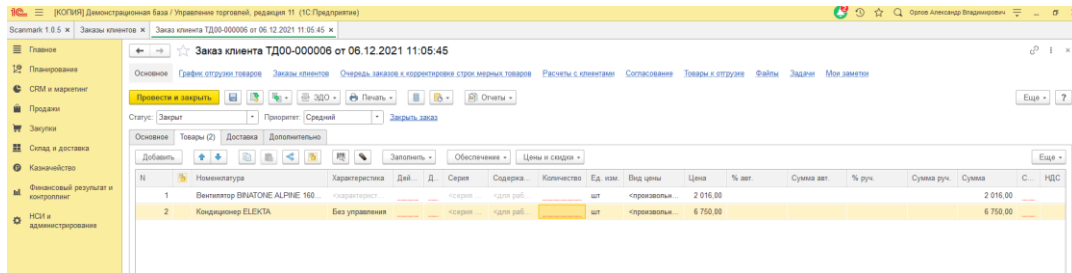 [КОПИЯ] Демонстрационная база / Управление торговлей, редакция 11 (1С:Предприятие) Орлов Александр Владимирович
Scanmark 1.0.5 × Заказы клиентов × Заказ клиента ТД00-000006 от 06.12.2021 11:05:45 ×
Главное
Планирование
CRM и маркетинг
Продажи
Закупки
Склад и доставка
Казначейство
Финансовый результат и контроллинг
НСИ и администрирование
Заказ клиента ТД00-000006 от 06.12.2021 11:05:45
Основное График отгрузки товаров Заказы клиентов Очередь заказов к корректировке строк мерных товаров Расчеты с клиентами Согласование Товары к отгрузке Файлы Задачи Мои заметки
Провести и закрыть ЭДО Печать Отчеты Еще ?
Статус: Закрыт Приоритет: Средний Закрыть заказ
Основное Товары (2) Доставка Дополнительно
Добавить Заполнить Обеспечение Цены и скидки Еще
N Номенклатура Характеристика Дей... Д... Серия Содержа... Количество Ед. изм. Вид цены Цена % авт. Сумма авт. % руч. Сумма руч. Сумма С... НДС
1 Вентилятор BINATONE ALPINE 160... <характерист... <серия ... <для раб... шт <произвольн... 2 016,00 2 016,00
2 Кондиционер ELEKTA Без управления <серия ... <для раб... шт <произвольн... 6 750,00 6 750,00